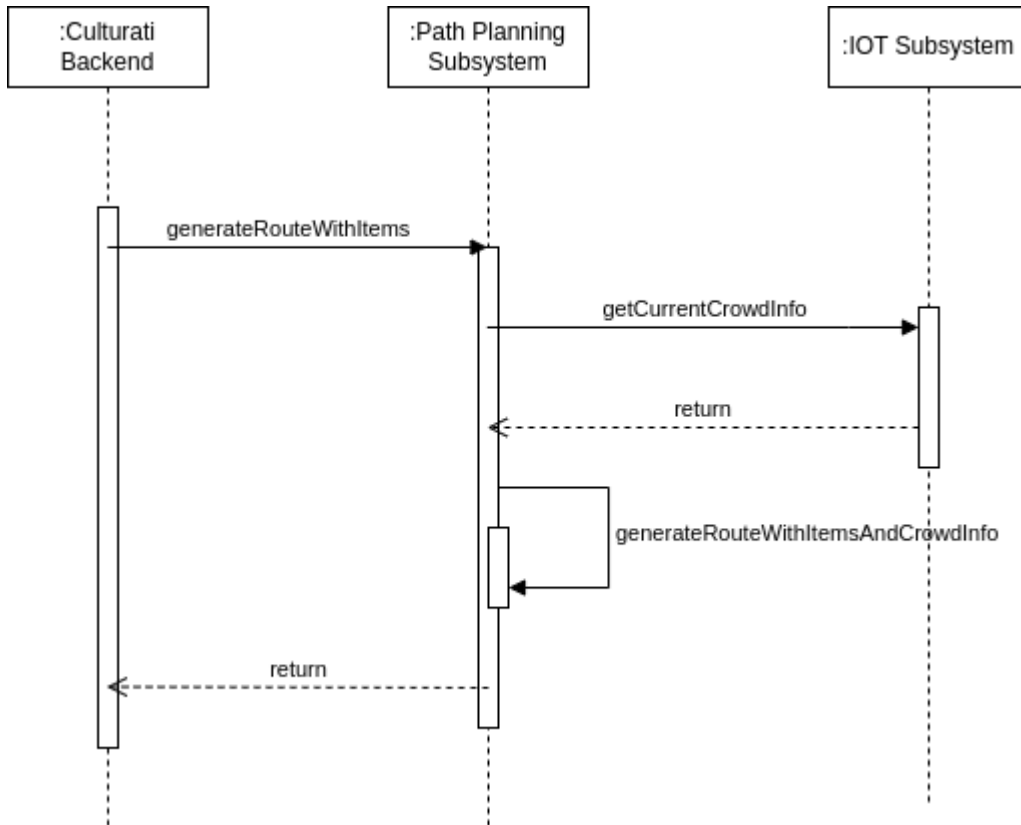 :Culturati
Backend
:Path Planning
Subsystem
:IOT Subsystem
generateRouteWithItems
getCurrentCrowdInfo
return
generateRouteWithItemsAndCrowdInfo
return